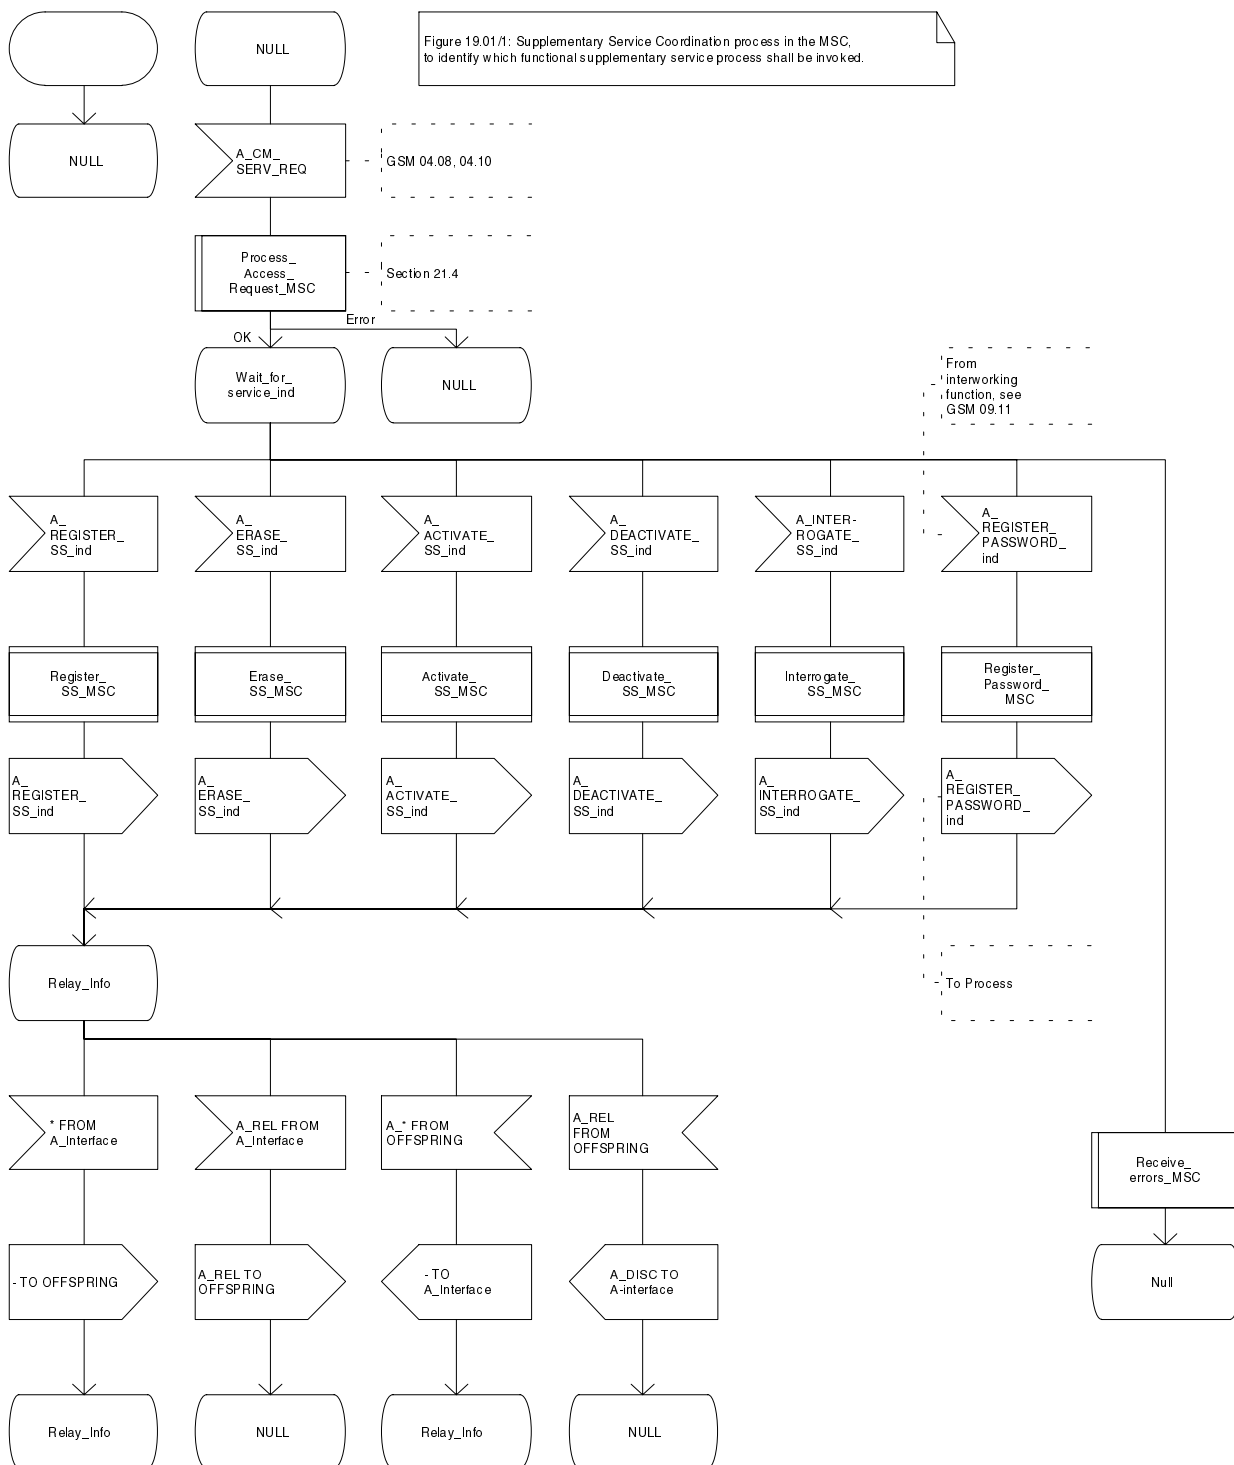 NULL
Figure 19.01/1: Supplementary Service Coordination process in the MSC,
to identify which functional supplementary service process shall be invoked.
NULL
A_CM_
SERV_REQ
GSM 04.08, 04.10
Process_
Access_
Request_MSC
Section 21.4
Error
OK
Wait_for_
service_ind
NULL
From
interworking
function, see
GSM 09.11
A_
REGISTER_
SS_ind
A_
ERASE_
SS_ind
A_
ACTIVATE_
SS_ind
A_
DEACTIVATE_
SS_ind
A_INTER-
ROGATE_
SS_ind
A_
REGISTER_
PASSWORD_
ind
Register_
SS_MSC
Erase_
SS_MSC
Activate_
SS_MSC
Deactivate_
SS_MSC
Interrogate_
SS_MSC
Register_
Password_
MSC
A_
REGISTER_
SS_ind
A_
ERASE_
SS_ind
A_
ACTIVATE_
SS_ind
A_
DEACTIVATE_
SS_ind
A_
INTERROGATE_
SS_ind
A_
REGISTER_
PASSWORD_
ind
Relay_Info
To Process
* FROM
A_Interface
A_REL FROM
A_Interface
A_* FROM
OFFSPRING
A_REL
FROM
OFFSPRING
Receive_
errors_MSC
- TO OFFSPRING
A_REL TO
OFFSPRING
- TO
A_Interface
A_DISC TO
A-interface
Null
Relay_Info
NULL
Relay_Info
NULL